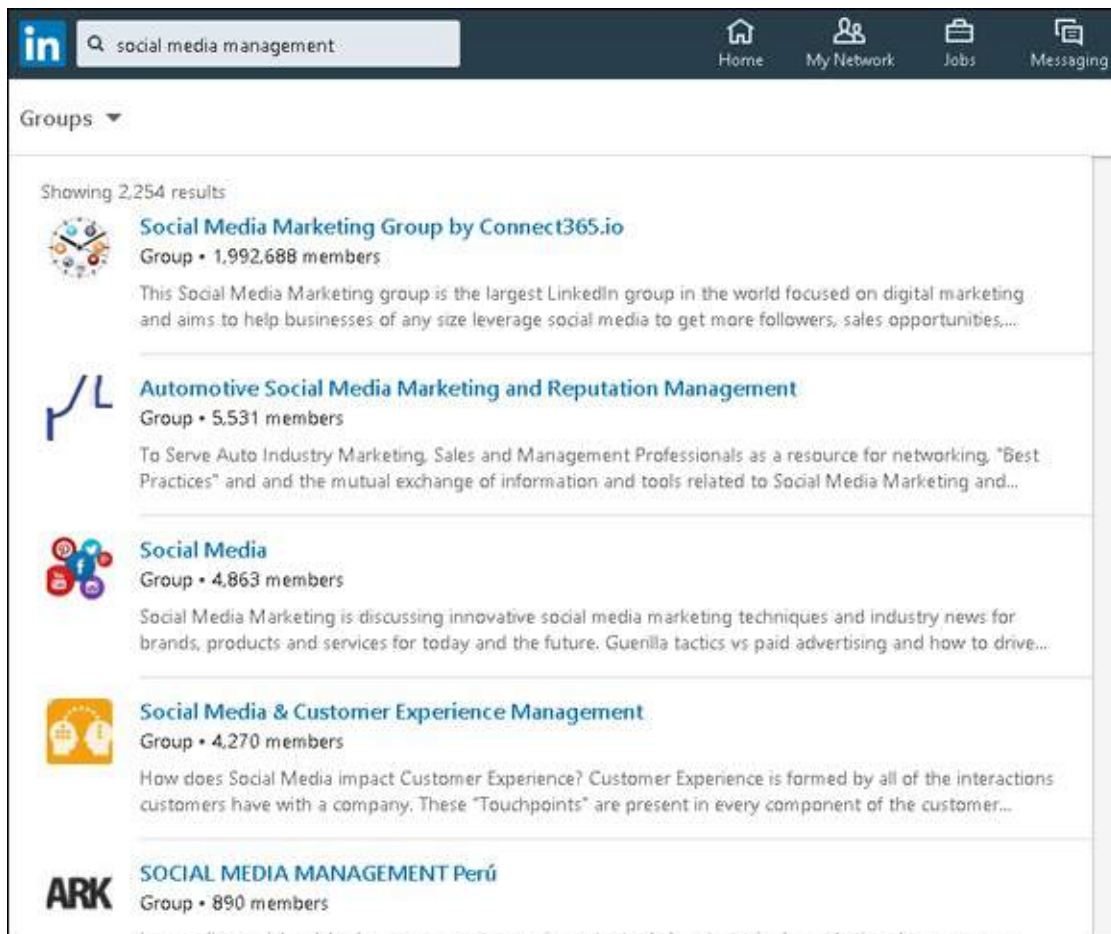 in
social media management
Home
My Network
Jobs
Messaging
Groups
Showing 2,254 results
Social Media Marketing Group by Connect365.io
Group • 1,992,688 members
This Social Media Marketing group is the largest LinkedIn group in the world focused on digital marketing
and aims to help businesses of any size leverage social media to get more followers, sales opportunities,...
Automotive Social Media Marketing and Reputation Management
Group • 5,531 members
To Serve Auto Industry Marketing, Sales and Management Professionals as a resource for networking, "Best
Practices" and and the mutual exchange of information and tools related to Social Media Marketing and...
Social Media
Group • 4,863 members
Social Media Marketing is discussing innovative social media marketing techniques and industry news for
brands, products and services for today and the future. Guerilla tactics vs paid advertising and how to drive...
Social Media & Customer Experience Management
Group • 4,270 members
How does Social Media impact Customer Experience? Customer Experience is formed by all of the interactions
customers have with a company. These "Touchpoints" are present in every component of the customer...
ARK
SOCIAL MEDIA MANAGEMENT Perú
Group • 890 members